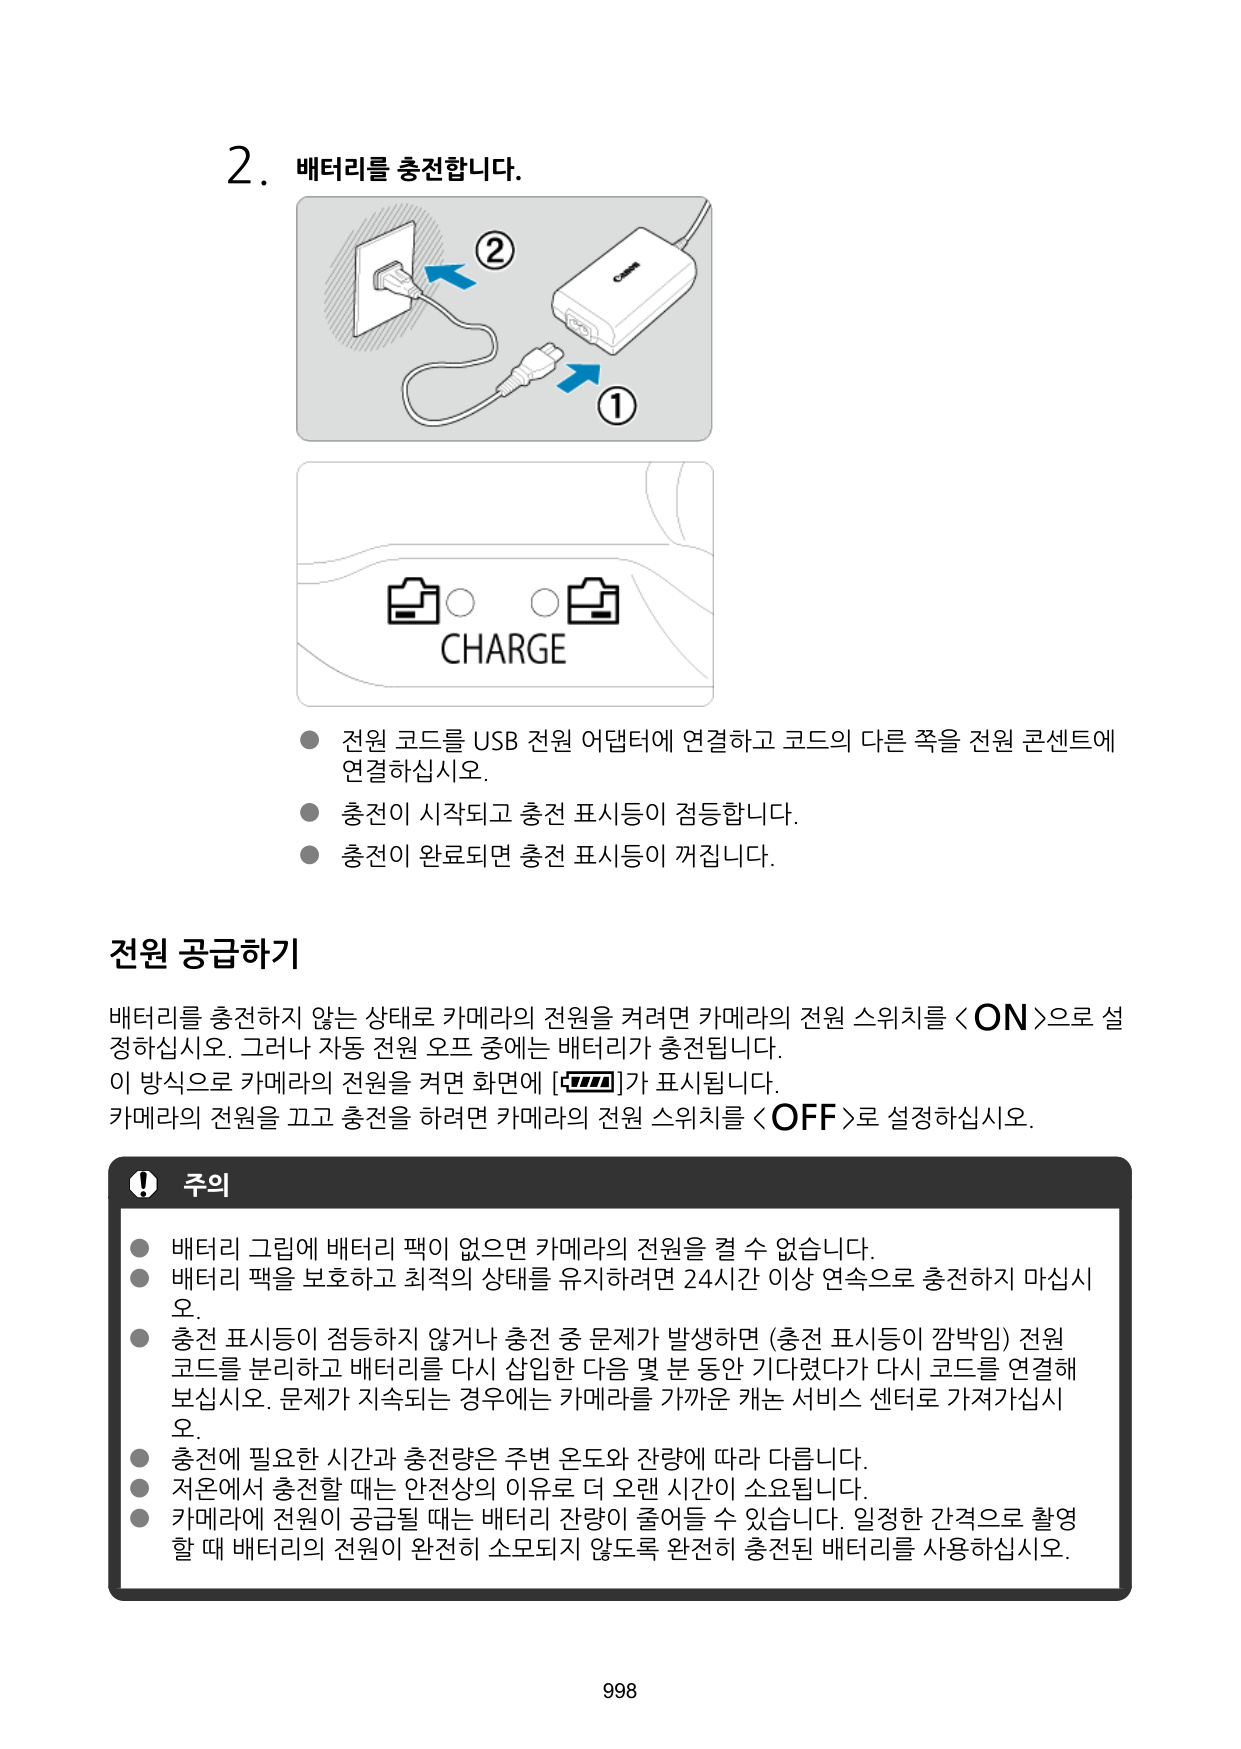 2. 배터리를 충전합니다.
②
Canon
①
CHARGE
● 전원 코드를 USB 전원 어댑터에 연결하고 코드의 다른 쪽을 전원 콘센트에
연결하십시오.
● 충전이 시작되고 충전 표시등이 점등합니다.
● 충전이 완료되면 충전 표시등이 꺼집니다.
전원 공급하기
배터리를 충전하지 않는 상태로 카메라의 전원을 켜려면 카메라의 전원 스위치를 <ON>으로 설
정하십시오. 그러나 자동 전원 오프 중에는 배터리가 충전됩니다.
이 방식으로 카메라의 전원을 켜면 화면에 []가 표시됩니다.
카메라의 전원을 끄고 충전을 하려면 카메라의 전원 스위치를 <OFF>로 설정하십시오.
주의
● 배터리 그립에 배터리 팩이 없으면 카메라의 전원을 켤 수 없습니다.
● 배터리 팩을 보호하고 최적의 상태를 유지하려면 24시간 이상 연속으로 충전하지 마십시
오.
● 충전 표시등이 점등하지 않거나 충전 중 문제가 발생하면 (충전 표시등이 깜박임) 전원
코드를 분리하고 배터리를 다시 삽입한 다음 몇 분 동안 기다렸다가 다시 코드를 연결해
보십시오. 문제가 지속되는 경우에는 카메라를 가까운 캐논 서비스 센터로 가져가십시
오.
● 충전에 필요한 시간과 충전량은 주변 온도와 잔량에 따라 다릅니다.
● 저온에서 충전할 때는 안전상의 이유로 더 오랜 시간이 소요됩니다.
● 카메라에 전원이 공급될 때는 배터리 잔량이 줄어들 수 있습니다. 일정한 간격으로 촬영
할 때 배터리의 전원이 완전히 소모되지 않도록 완전히 충전된 배터리를 사용하십시오.
998